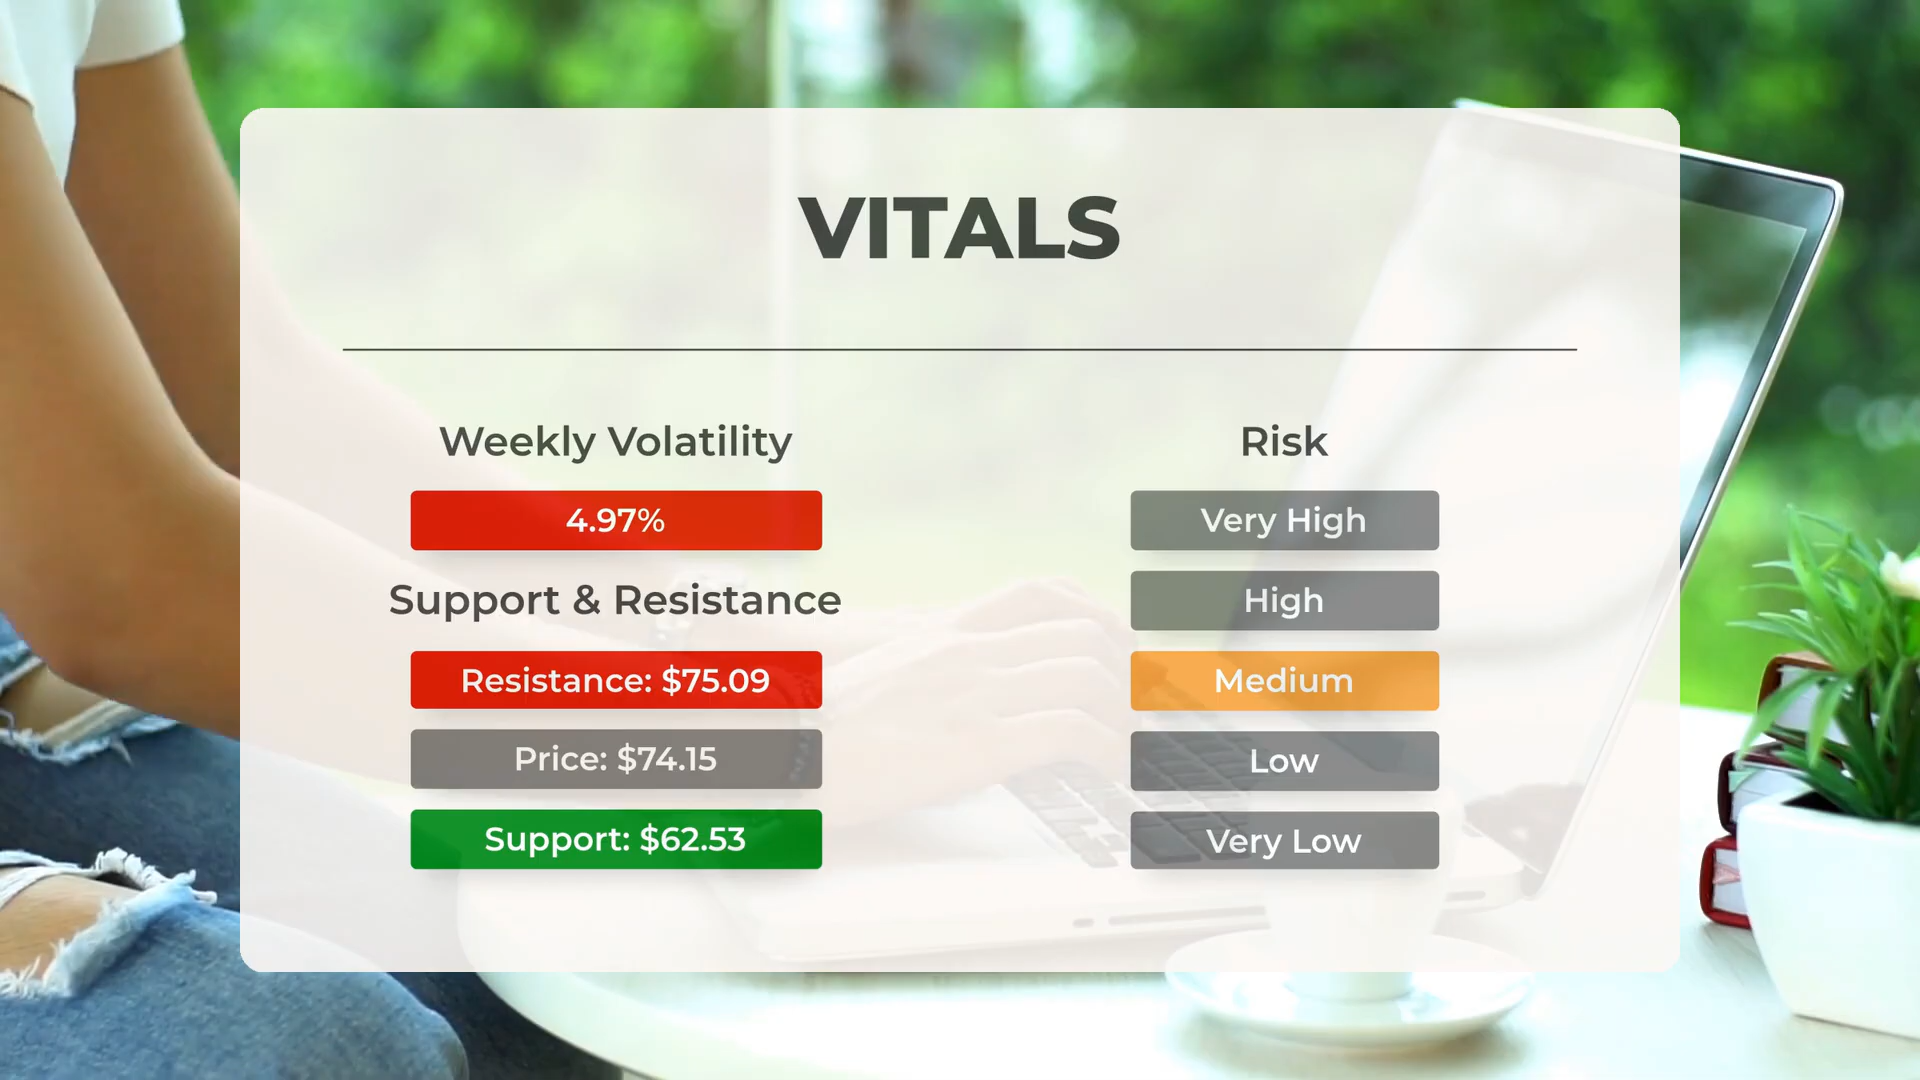 VITALS
Weekly Volatility
4.97%
Support & Resistance
Resistance: $75.09
Price: $74.15
Support: $62.53
Risk
Very High
High
Medium
Low
Very Low